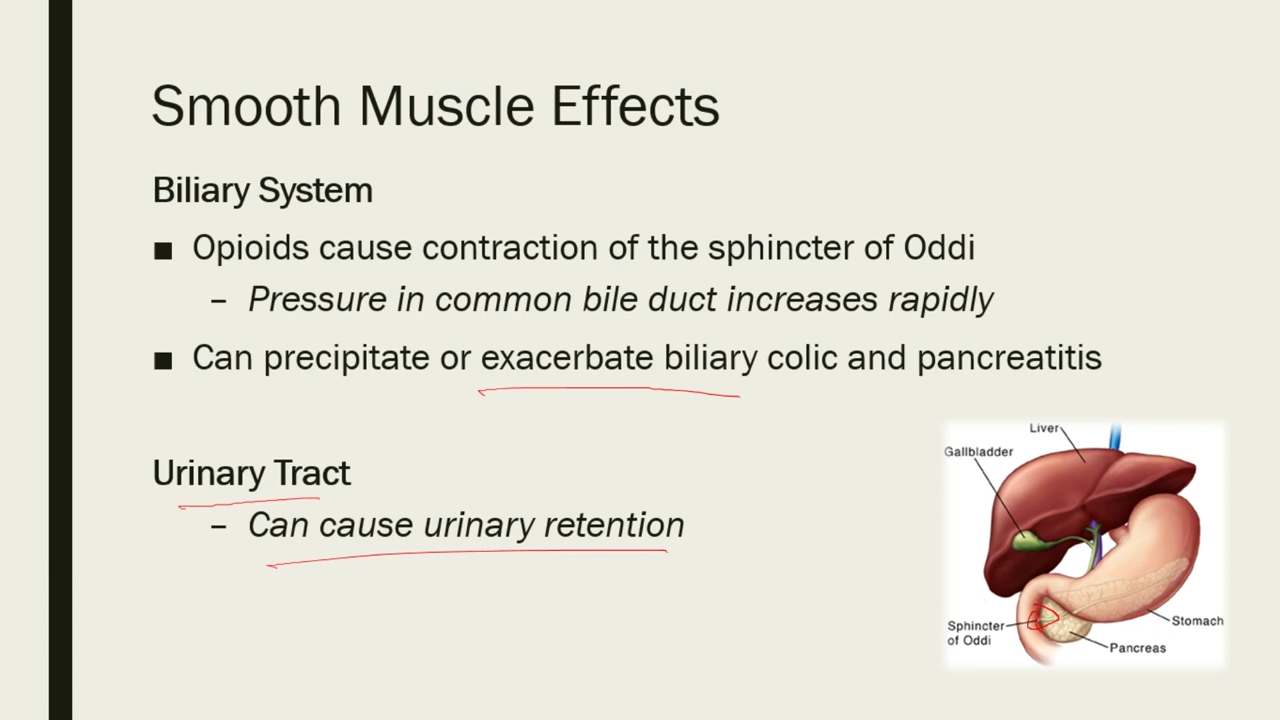 Smooth Muscle Effects
Biliary System
■ Opioids cause contraction of the sphincter of Oddi
– Pressure in common bile duct increases rapidly
■ Can precipitate or exacerbate biliary colic and pancreatitis
Urinary Tract
– Can cause urinary retention
Liver
Gallbladder
Sphincter
of Oddi
Stomach
Pancreas